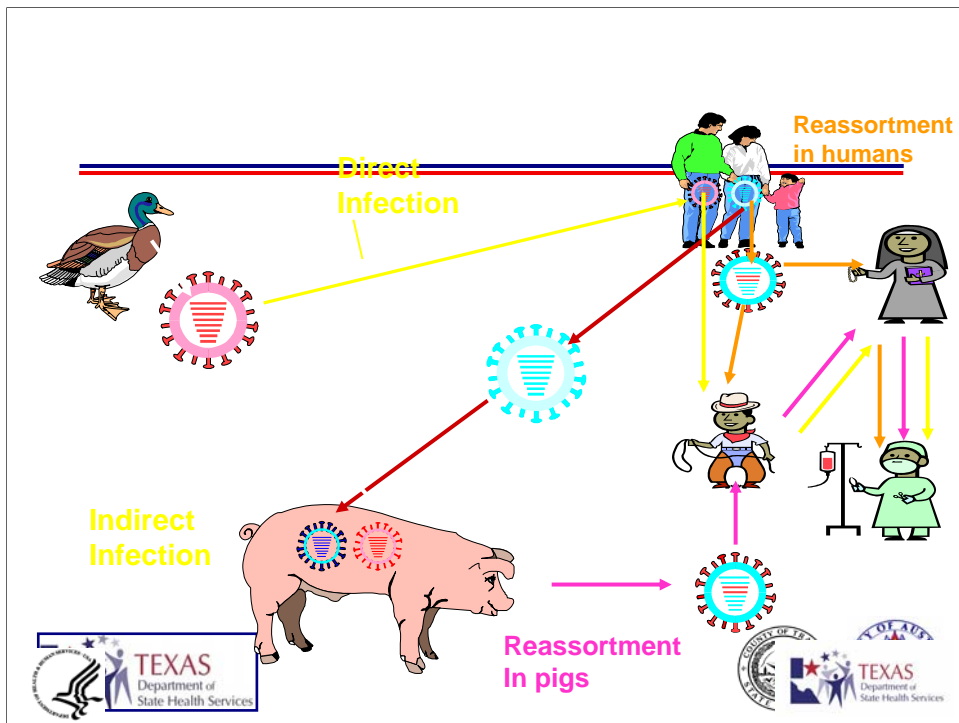 Reassortment
in humans
Direct
Infection
Indirect
Infection
Reassortment
In pigs
TEXAS
Department of
State Health Services
TEXAS
Department of
State Health Services